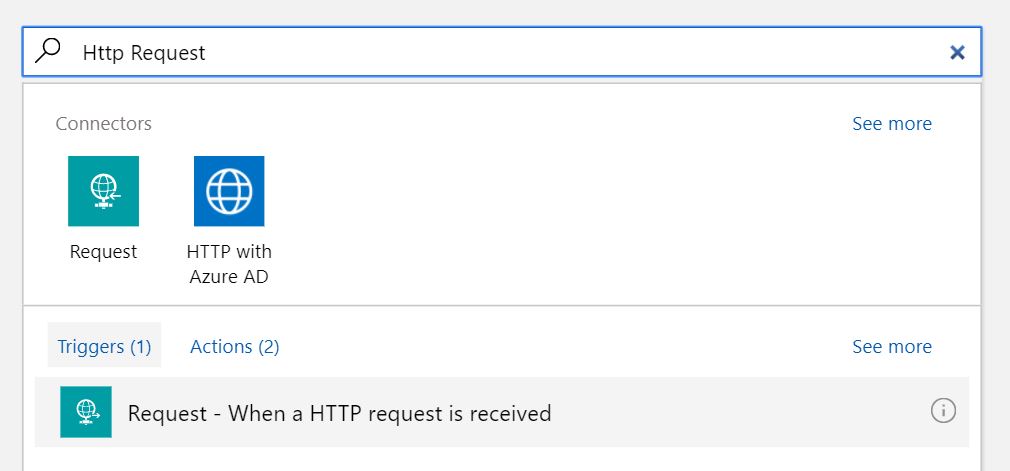 Http Request
Connectors
See more
Request
HTTP with
Azure AD
Triggers (1)
Actions (2)
See more
Request - When a HTTP request is received